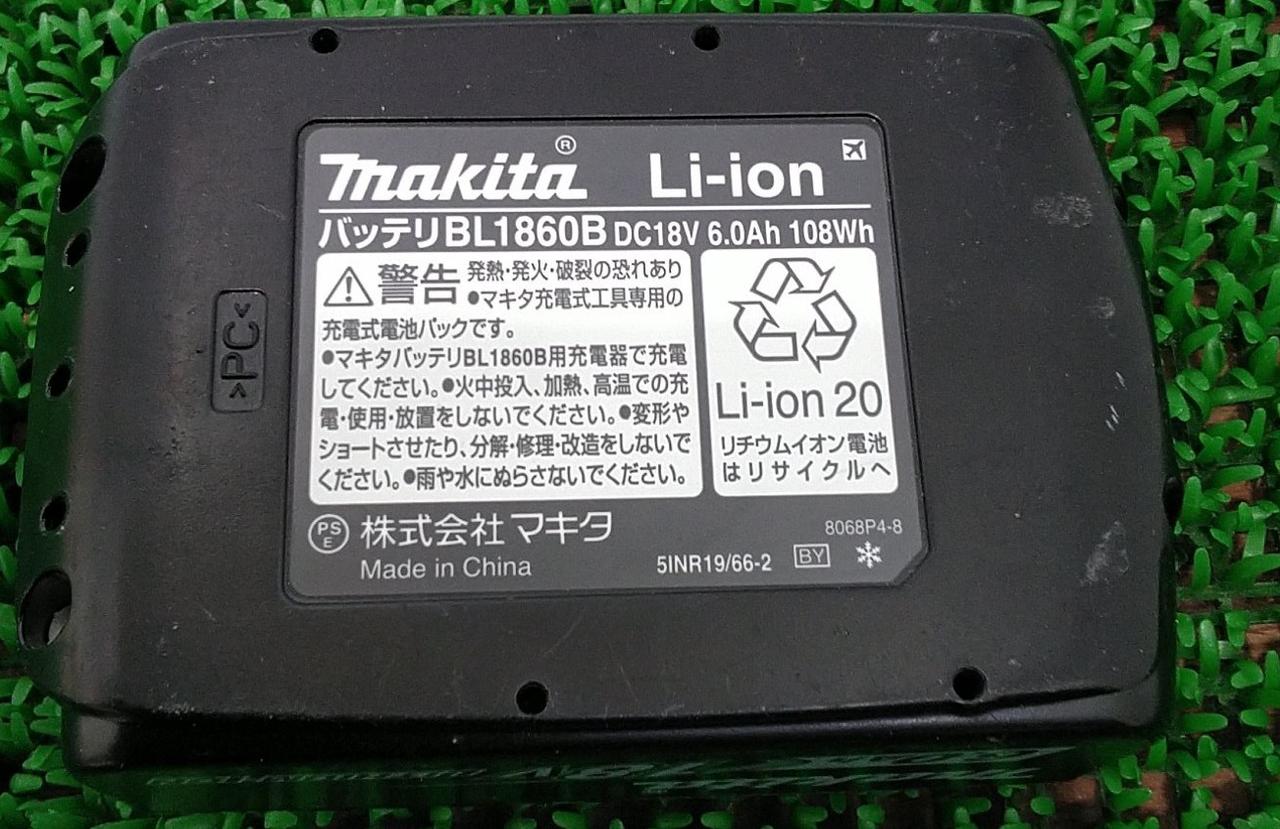 makita® Li-ion
バッテリBL1860B DC18V 6.0Ah 108Wh
警告 発熱・発火・破裂の恐れあり
●マキタ充電式工具専用の
充電式電池パックです。
●マキタバッテリBL1860B用充電器で充電
してください。●火中投入、加熱、高温での充
電・使用・放置をしないでください。●変形や
ショートさせたり、分解・修理・改造をしないで
ください。●雨や水にぬらさないでください。
Li-ion 20
リチウムイオン電池
はリサイクルへ
PSE 株式会社マキタ
8068P4-8
Made in China
5INR19/66-2 BY
>PC<